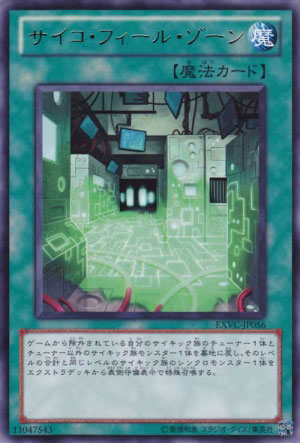 サイコ・フィール・ゾーン
魔
【魔法カード】
EXVC-JP056
ゲームから除外されている自分のサイキック族のチューナー1体と
チューナー以外のサイキック族モンスター1体を墓地に戻し、そのレベル
の合計と同じレベルのサイキック族のシンクロモンスター1体を
エクストラデッキから表側守備表示で特殊召喚する。
11047543
©高橋和希 スタジオ・ダイス/集英社